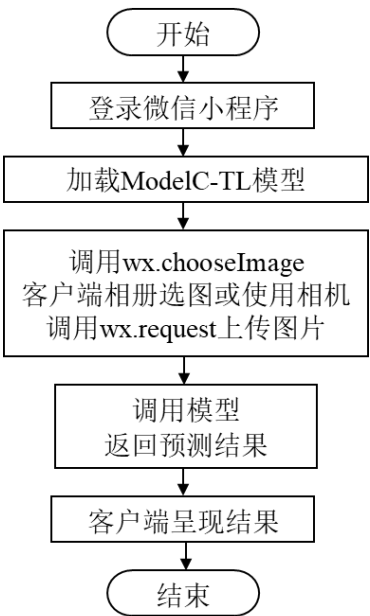 开始
登录微信小程序
加载ModelC-TL模型
调用wx.chooseImage
客户端相册选图或使用相机
调用wx.request上传图片
调用模型
返回预测结果
客户端呈现结果
结束